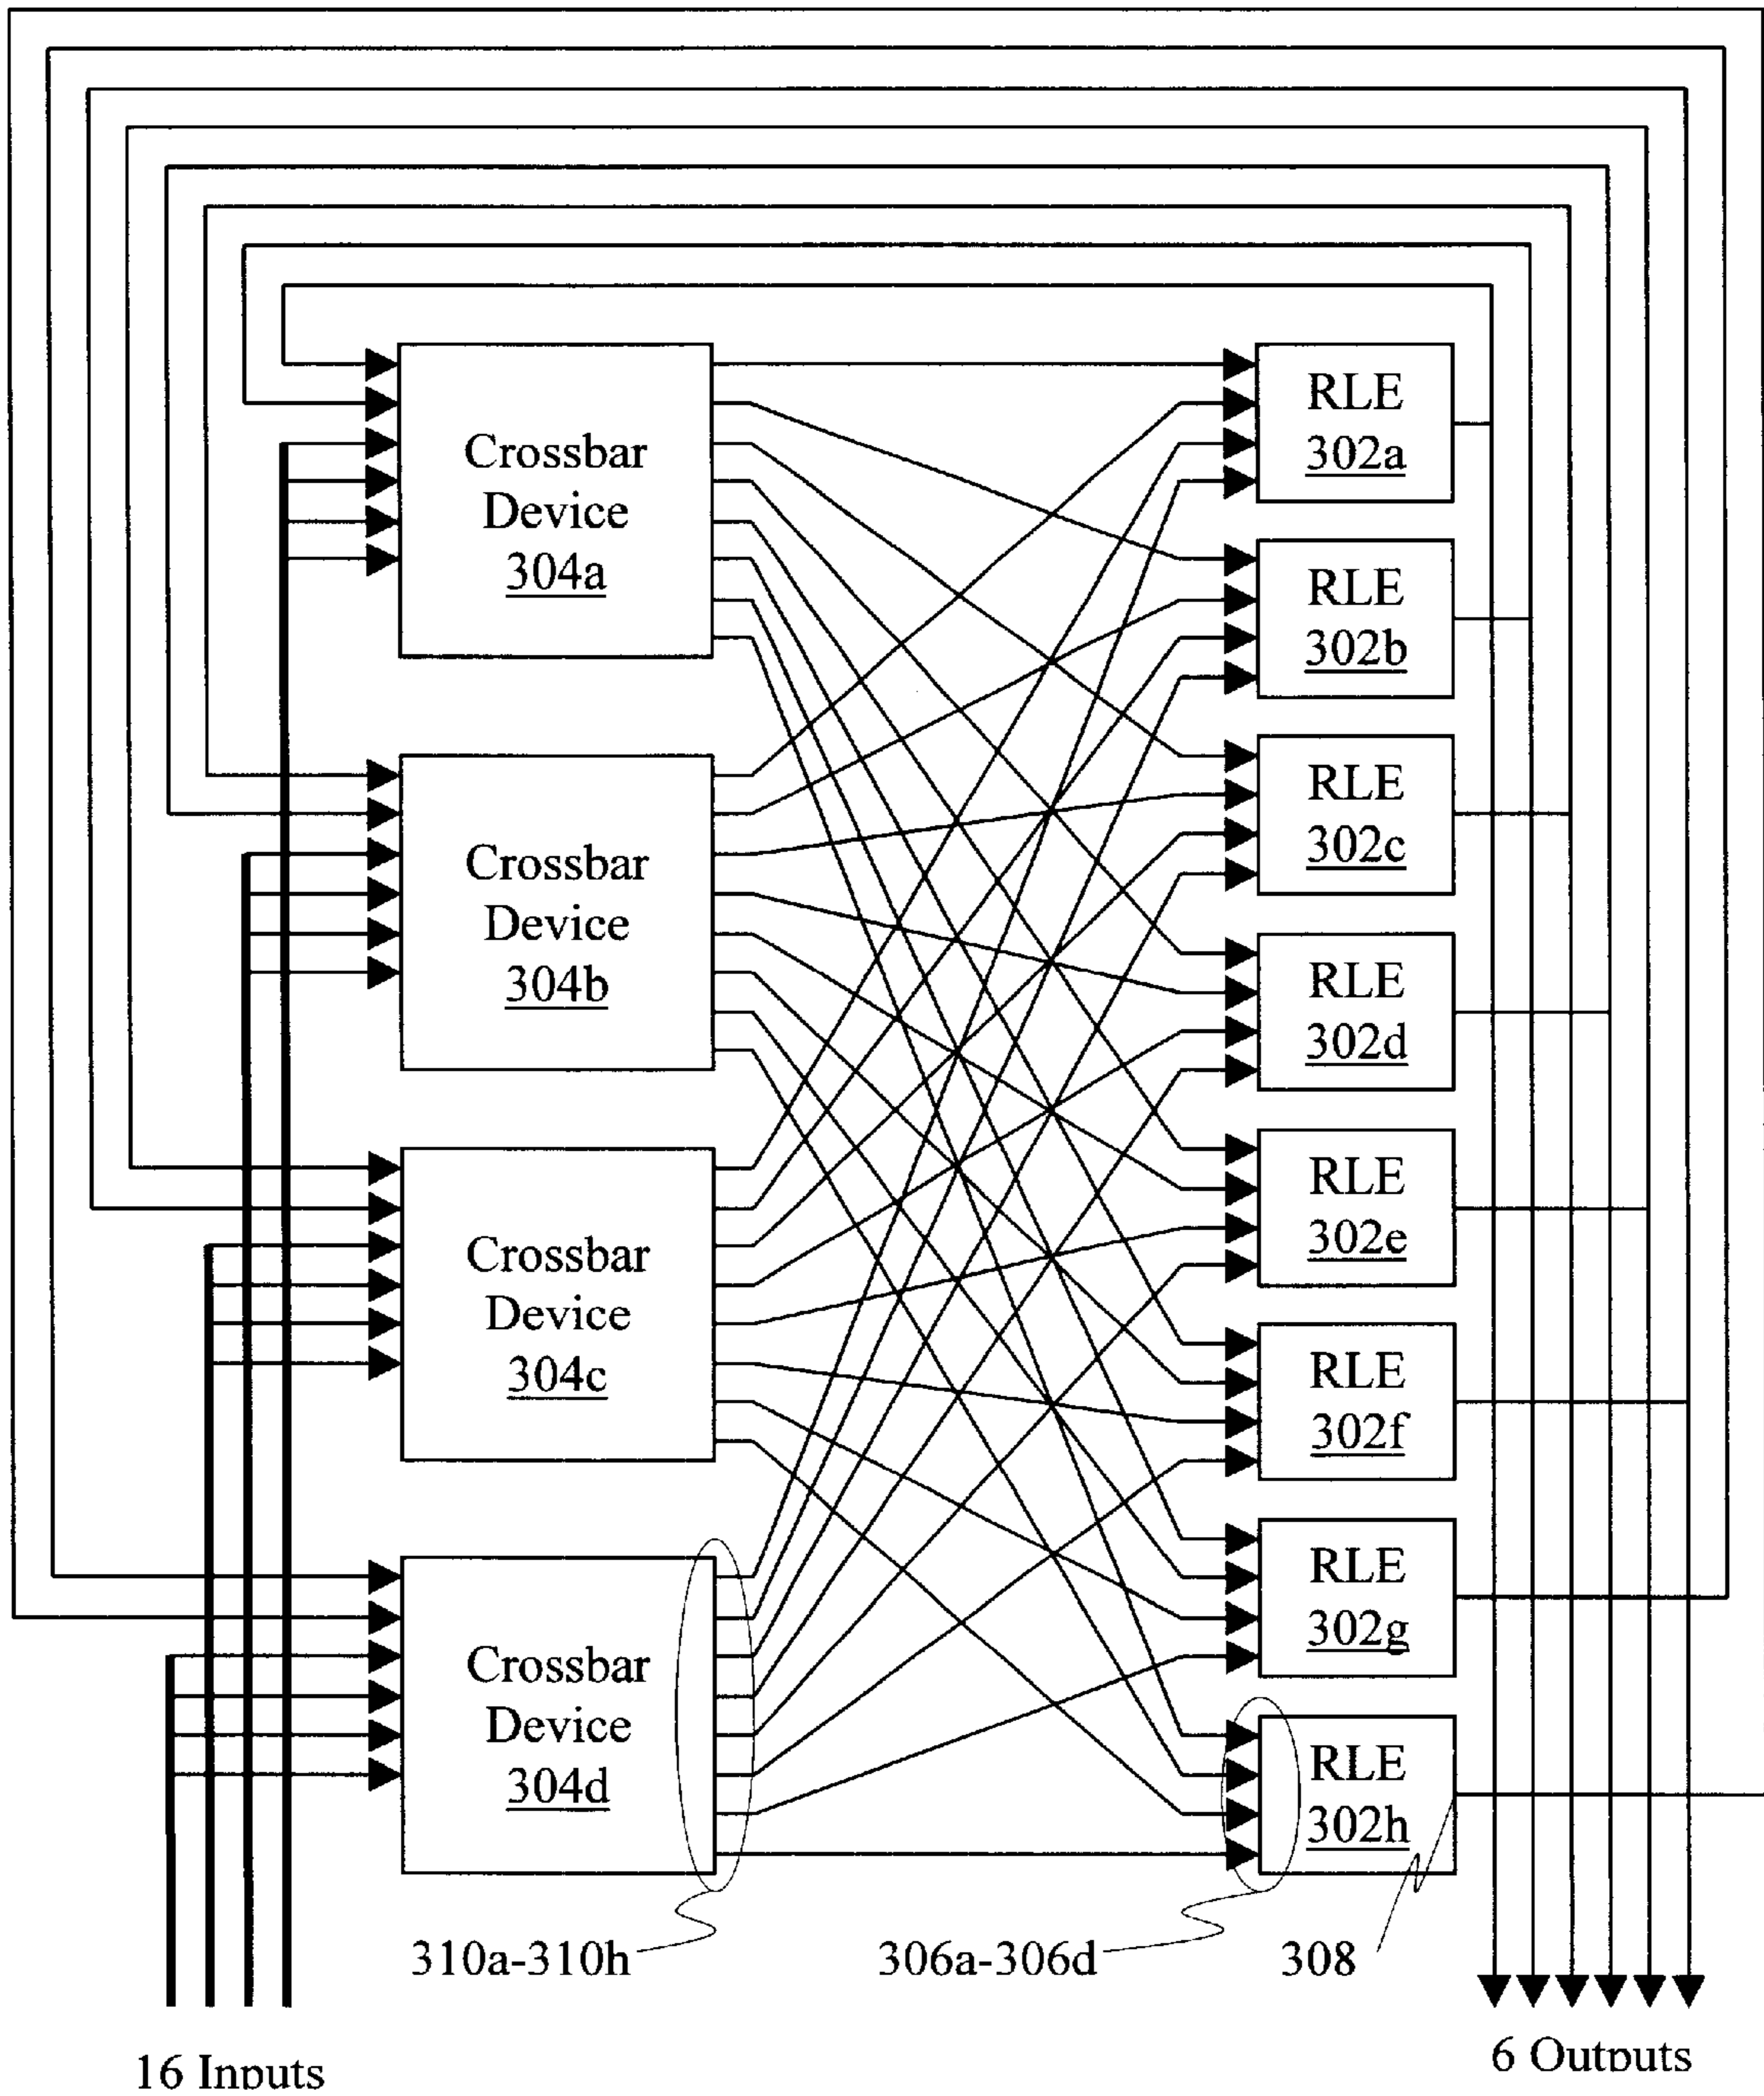 Crossbar
Device
304a
Crossbar
Device
304b
Crossbar
Device
304c
Crossbar
Device
304d
RLE
302a
RLE
302b
RLE
302c
RLE
302d
RLE
302e
RLE
302f
RLE
302g
RLE
302h
310a-310h
306a-306d
308
16 Inputs
6 Outputs